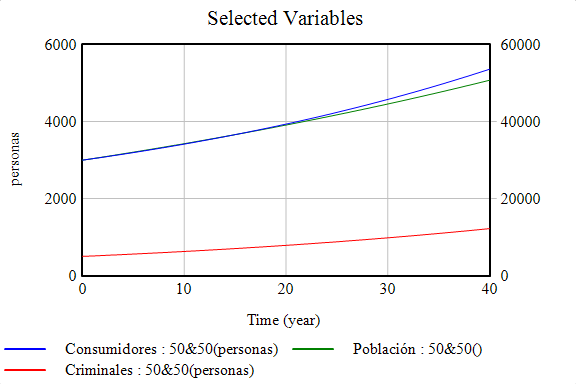 Selected Variables
6000
60000
4000
40000
2000
20000
0
0
personas
0
10
20
30
40
Time (year)
Consumidores : 50&50(personas)
Población : 50&50()
Criminales : 50&50(personas)